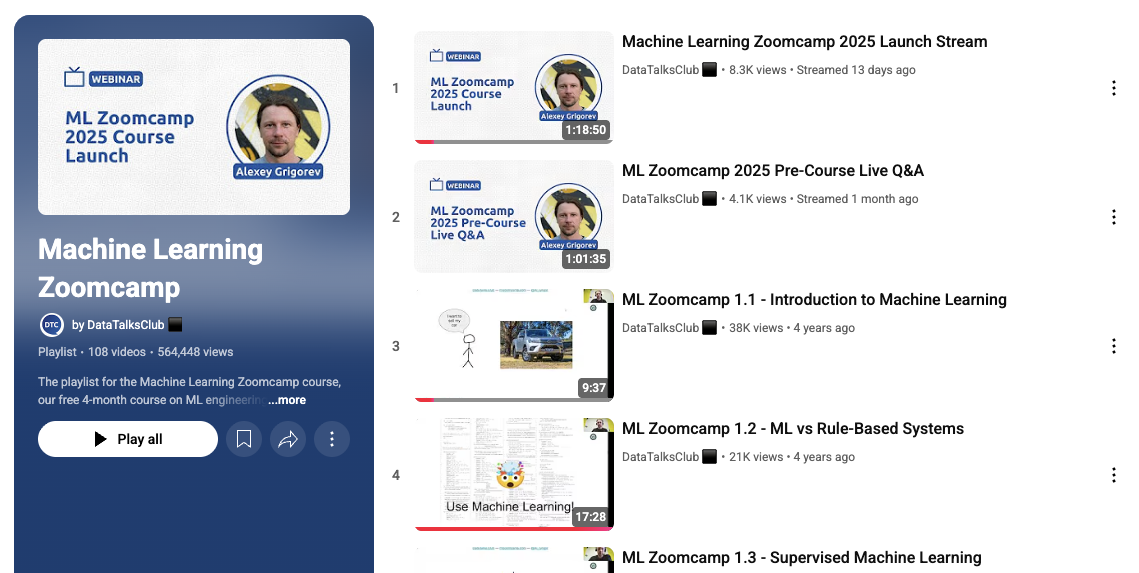 WEBINAR
ML Zoomcamp
2025 Course
Launch
Alexey Grigorev
Machine Learning
Zoomcamp
DTC
by DataTalksClub
Playlist • 108 videos • 564,448 views
The playlist for the Machine Learning Zoomcamp course,
our free 4-month course on ML engineerin ...more
Play all
1
WEBINAR
ML Zoomcamp
2025 Course
Launch
Alexey Grigorev
1:18:50
Machine Learning Zoomcamp 2025 Launch Stream
DataTalksClub • 8.3K views • Streamed 13 days ago
2
WEBINAR
ML Zoomcamp
2025 Pre-Course
Live Q&A
Alexey Grigorev
1:01:35
ML Zoomcamp 2025 Pre-Course Live Q&A
DataTalksClub • 4.1K views • Streamed 1 month ago
3
I want to
sell my
car
9:37
ML Zoomcamp 1.1 - Introduction to Machine Learning
DataTalksClub • 38K views • 4 years ago
4
Use Machine Learning!
17:28
ML Zoomcamp 1.2 - ML vs Rule-Based Systems
DataTalksClub • 21K views • 4 years ago
ML Zoomcamp 1.3 - Supervised Machine Learning